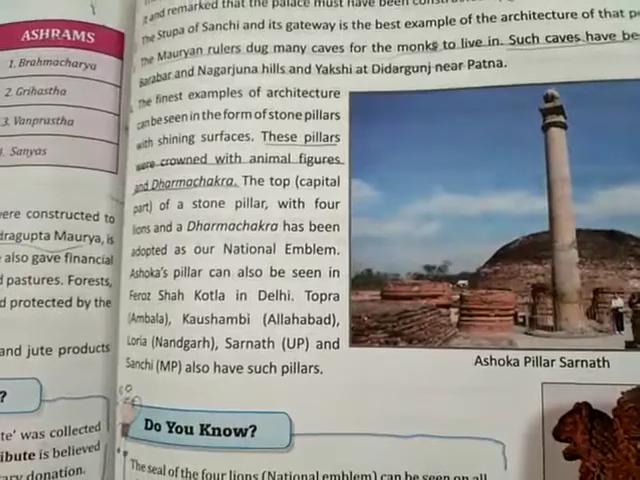 ASHRAMS
1. Brahmacharya
2. Grihastha
3. Vanprastha
Sanyas
were constructed to
Maurya, is
also gave financial
pastures. Forests,
protected by the
and jute products
?
was collected
is believed
donation.
and remarked that the palace must have been
The Stupa of Sanchi and its gateway is the best example of the architecture of that
the Mauryan rulers dug many caves for the monks to live in. Such caves have
Barabar and Nagarjuna hills and Yakshi at Didargunj near Patna.
The finest examples of architecture
can be seen in the form of stone pillars
with shining surfaces. These pillars
were crowned with animal figures
and Dharmachakra. The top (capital
part) of a stone pillar, with four
lions and a Dharmachakra has been
adopted as our National Emblem.
Ashoka's pillar can also be seen in
Feroz Shah Kotla in Delhi. Topra
(Ambala), Kaushambi (Allahabad),
Loria (Nandgarh), Sarnath (UP) and
Sanchi (MP) also have such pillars.
Ashoka Pillar Sarnath
Do You Know?
The seal of the four lions (National emblem) can be seen on all